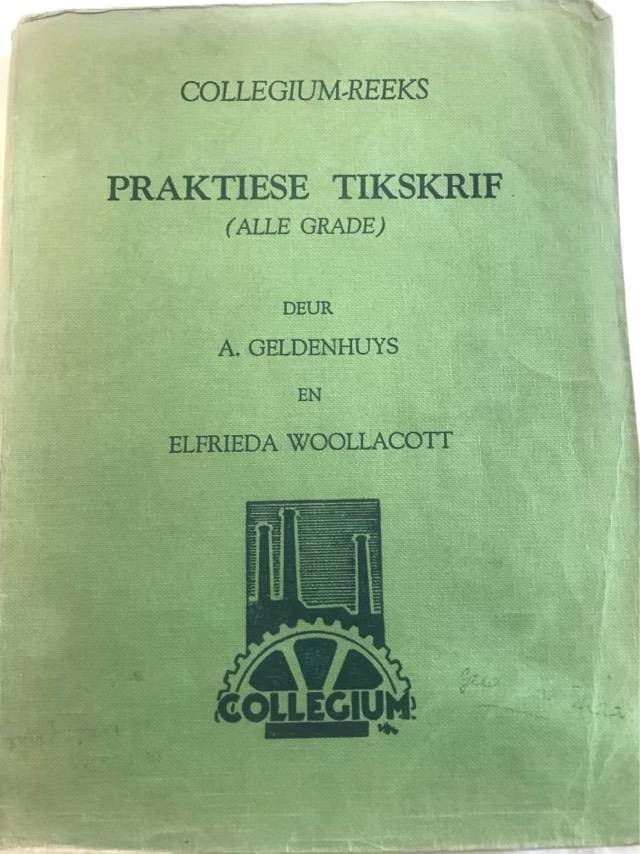 COLLEGIUM-REEKS
PRAKTIESE TIKSKRIF
(ALLE GRADE)
DEUR
A. GELDENHUYS
EN
ELFRIEDA WOOLLACOTT
COLLEGIUM